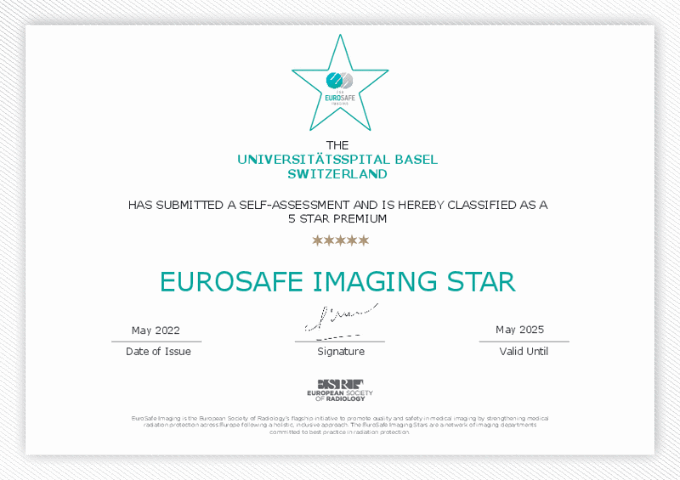 THE
EUROSAFE
IMAGING
THE
UNIVERSITÄTSSPITAL BASEL
SWITZERLAND
HAS SUBMITTED A SELF-ASSESSMENT AND IS HEREBY CLASSIFIED AS A
5 STAR PREMIUM
EUROSAFE IMAGING STAR
May 2022
Date of Issue
Signature
May 2025
Valid Until
ESR
EUROPEAN SOCIETY
OF RADIOLOGY
EuroSafe Imaging is the European Society of Radiology's flagship initiative to promote quality and safety in medical imaging by strengthening medical
radiation protection across Europe following a holistic, inclusive approach. The EuroSafe Imaging Stars are a network of imaging departments
committed to best practice in radiation protection.